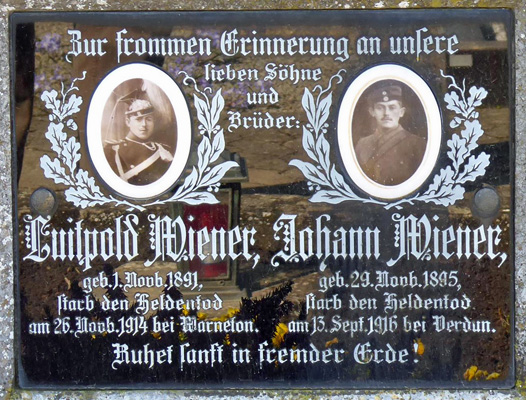 Zur frommen Erinnerung an unsere
lieben Söhne
und
Brüder:
Luitpold Wiener, Johann Wiener,
geb. 1. Novb. 1891, geb. 29. Novb. 1895,
starb den Heldentod starb den Heldentod
am 26. Novb. 1914 bei Warneton. am 13. Sept. 1916 bei Verdun.
Ruhet sanft in fremder Erde!